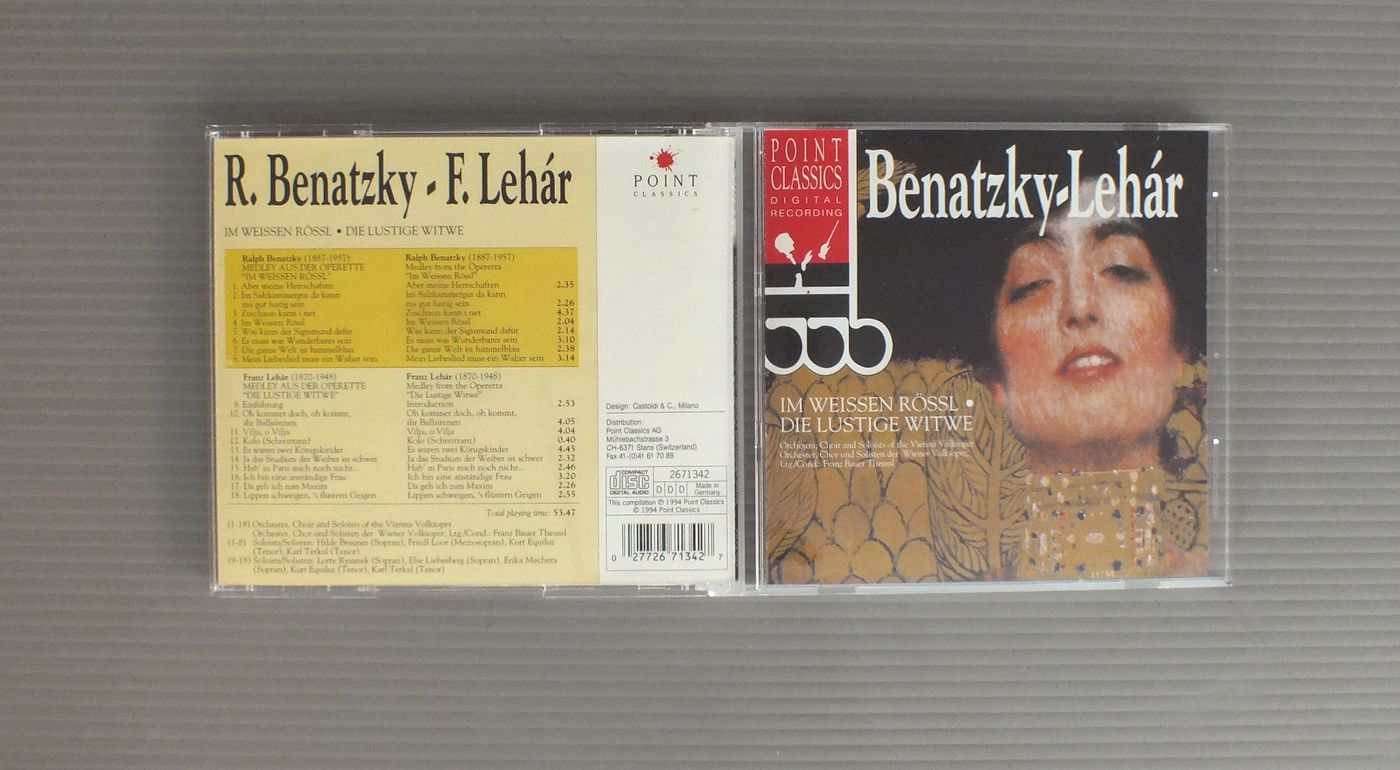 R. Benatzky - F. Lehár
IM WEISSEN RÖSSL • DIE LUSTIGE WITWE
Ralph Benatzky (1887-1957)
MEDLEY AUS DER OPERETTE
"IM WEISSEN RÖSSL"
1. Aber meine Herrschaften
2. Im Salzkammergut da kann
ma gut lustig sein
3. Zuschaun kann i net
4. Im Weissen Rössl
5. Was kann der Sigismund dafür
6. Es muss was Wunderbares sein
7. Die ganze Welt ist himmelblau
8. Mein Liebeslied muss ein Walzer sein
Ralph Benatzky (1887-1957)
Medley from the Operetta
"Im Weissen Rössl"
Aber meine Herrschaften 2.35
Im Salzkammergut da kann
ma gut lustig sein 2.26
Zuschaun kann i net 4.37
Im Weissen Rössl 2.04
Was kann der Sigismund dafür 2.14
Es muss was Wunderbares sein 3.10
Die ganze Welt ist himmelblau 2.38
Mein Liebeslied muss ein Walzer sein 3.14
Franz Lehár (1870-1948)
MEDLEY AUS DER OPERETTE
"DIE LUSTIGE WITWE"
9. Einführung
10. Oh kommet doch, oh kommt,
ihr Ballsirenen
11. Vilja, o Vilja
12. Kolo (Schreittanz)
13. Es waren zwei Königskinder
14. Ja das Studium der Weiber ist schwer
15. Hab' in Paris mich noch nicht...
16. Ich bin eine anständige Frau
17. Da geh ich zum Maxim
18. Lippen schweigen, 's flüstern Geigen
Franz Lehár (1870-1948)
Medley from the Operetta
"Die Lustige Witwe"
Introduction 2.53
Oh kommet doch, oh kommt,
ihr Ballsirenen 4.05
Vilja, o Vilja 4.04
Kolo (Schreittanz) 0.40
Es waren zwei Königskinder 4.45
Ja das Studium der Weiber ist schwer 2.32
Hab' in Paris mich noch nicht... 2.46
Ich bin eine anständige Frau 3.20
Da geh ich zum Maxim 2.26
Lippen schweigen, 's flüstern Geigen 2.55
Total playing time: 53.47
(1-18) Orchestra, Choir and Soloists of the Vienna Volksoper
Orchester, Chor und Solisten der Wiener Volksoper, Ltg./Cond.: Franz Bauer Theussl
(1-8) Soloists/Solisten: Hilde Brauner (Sopran), Friedl Loor (Mezzosopran), Kurt Equiluz
(Tenor), Karl Terkal (Tenor)
(9-18) Soloists/Solisten: Lotte Rysanek (Sopran), Else Liebesberg (Sopran), Erika Mechera
(Sopran), Kurt Equiluz (Tenor), Karl Terkal (Tenor)
POINT
CLASSICS
Design: Castoldi & C., Milano
Distribution:
Point Classics AG
Mühlebachstrasse 3
CH-6371 Stans (Switzerland)
Fax 41-(0)41 61 70 89
COMPACT
disc
DIGITAL AUDIO
2671342
DDD
Made in
Germany
This compilation ℗ 1994 Point Classics
© 1994 Point Classics
0 27726 71342 7
POINT
CLASSICS
DIGITAL
RECORDING
Benatzky-Lehár
IM WEISSEN RÖSSL •
DIE LUSTIGE WITWE
Orchestra, Choir and Soloists of the Vienna Volksoper
Orchester, Chor und Solisten der Wiener Volksoper,
Ltg./Cond.: Franz Bauer Theussl